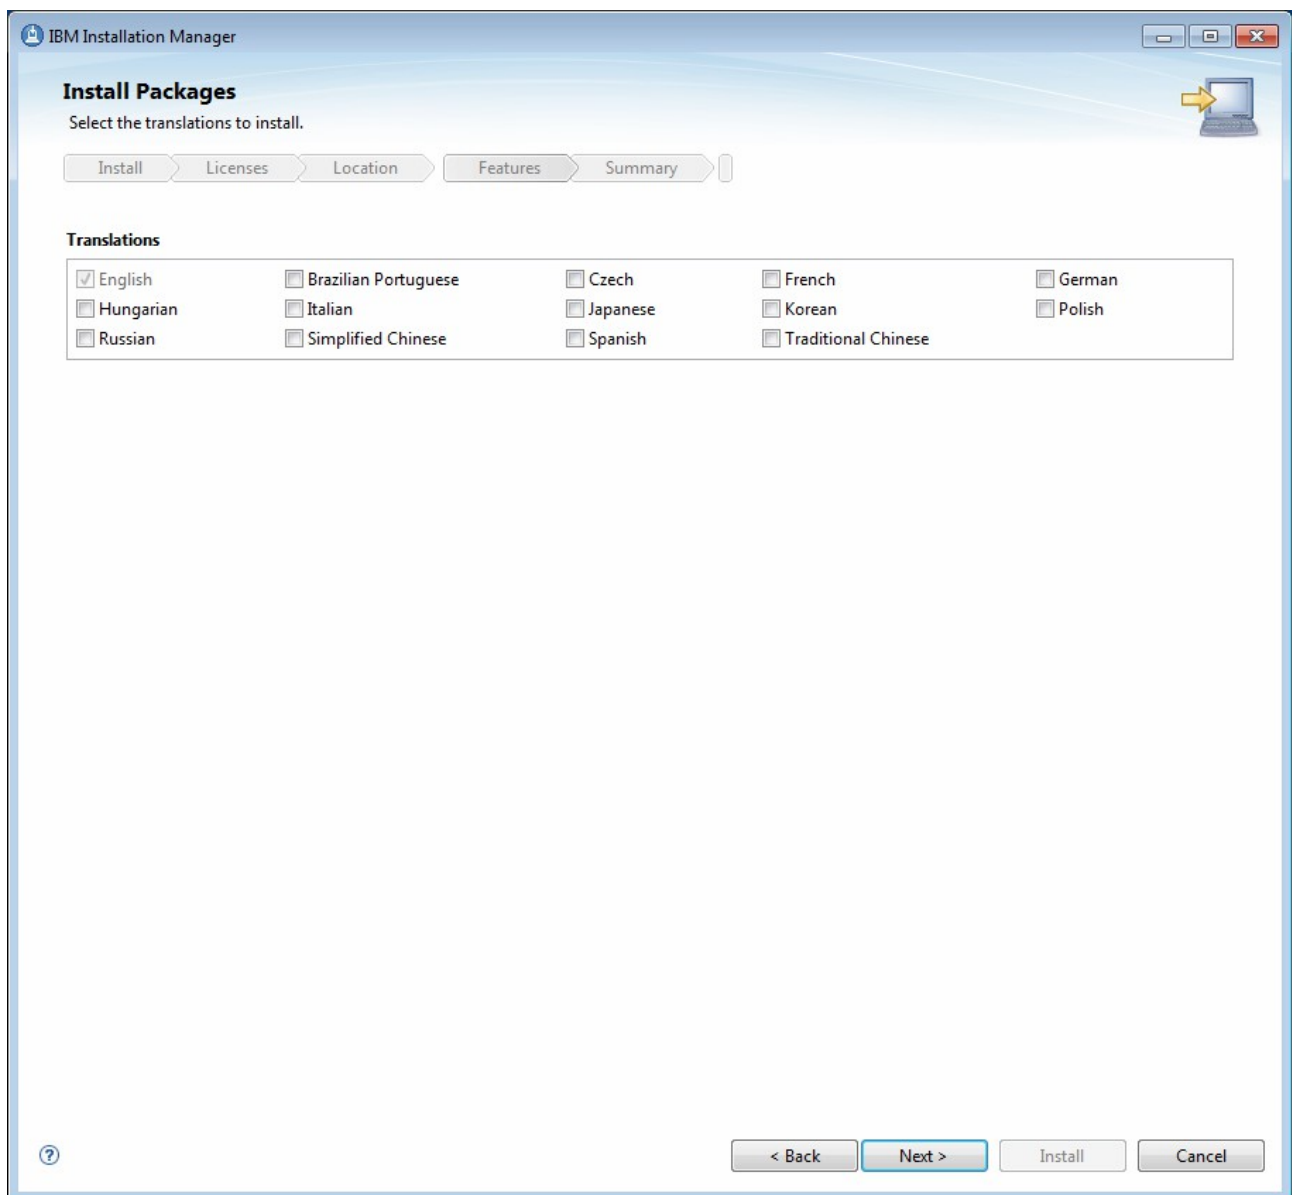 IBM Installation Manager
Install Packages
Select the translations to install.
Install Licenses Location Features Summary
Translations
English Brazilian Portuguese Czech French German
Hungarian Italian Japanese Korean Polish
Russian Simplified Chinese Spanish Traditional Chinese
? < Back Next > Install Cancel